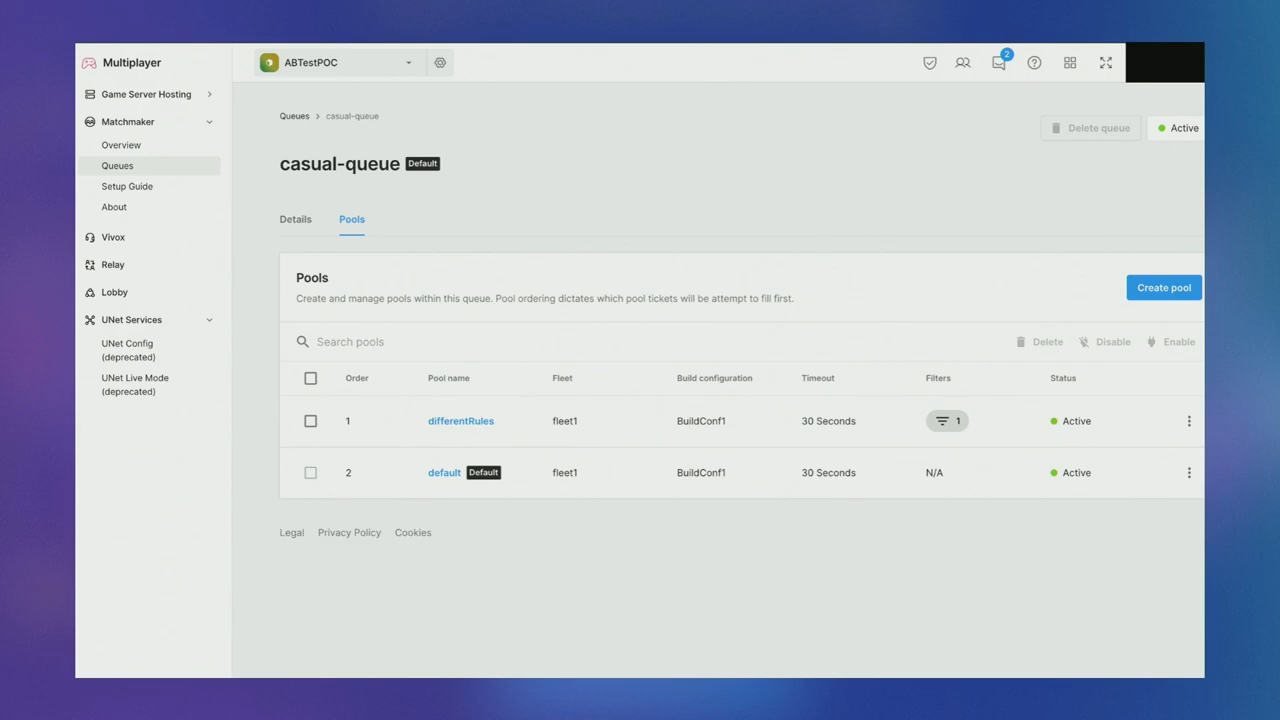 Multiplayer
ABTestPOC
2
Game Server Hosting
Matchmaker
Overview
Queues
Setup Guide
About
Vivox
Relay
Lobby
UNet Services
UNet Config
(deprecated)
UNet Live Mode
(deprecated)
Queues > casual-queue
Delete queue
Active
casual-queue Default
Details Pools
Pools
Create and manage pools within this queue. Pool ordering dictates which pool tickets will be attempt to fill first.
Create pool
Search pools
Delete Disable Enable
Order Pool name Fleet Build configuration Timeout Filters Status
1 differentRules fleet1 BuildConf1 30 Seconds 1 Active
2 default Default fleet1 BuildConf1 30 Seconds N/A Active
Legal Privacy Policy Cookies